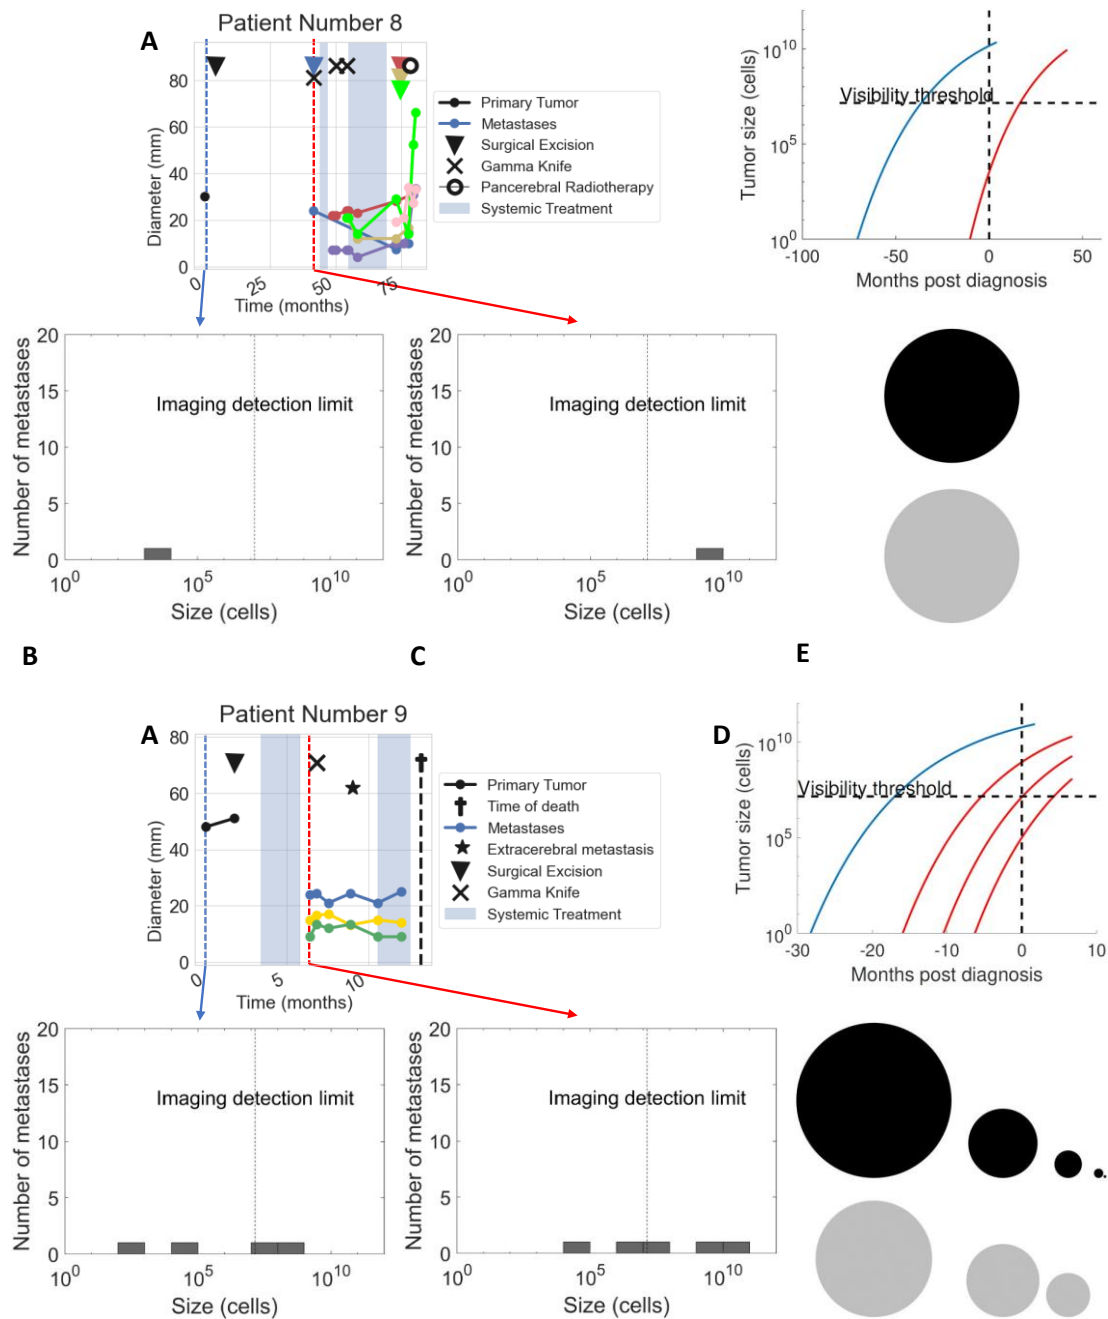 Patient Number 8
A
Diameter (mm)
80
60
40
20
0
0
25
50
75
Time (months)
Primary Tumor
Metastases
Surgical Excision
Gamma Knife
Pancerebral Radiotherapy
Systemic Treatment
Tumor size (cells)
10^10
10^5
10^0
Visibility threshold
-100
-50
0
50
Months post diagnosis
Number of metastases
20
15
10
5
0
Imaging detection limit
10^0
10^5
10^10
Size (cells)
Number of metastases
20
15
10
5
0
Imaging detection limit
10^0
10^5
10^10
Size (cells)
B
C
E
Patient Number 9
A
Diameter (mm)
80
60
40
20
0
0
5
10
Time (months)
Primary Tumor
Time of death
Metastases
Extracerebral metastasis
Surgical Excision
Gamma Knife
Systemic Treatment
D
Tumor size (cells)
10^10
10^5
10^0
Visibility threshold
-30
-20
-10
0
10
Months post diagnosis
Number of metastases
20
15
10
5
0
Imaging detection limit
10^0
10^5
10^10
Size (cells)
Number of metastases
20
15
10
5
0
Imaging detection limit
10^0
10^5
10^10
Size (cells)